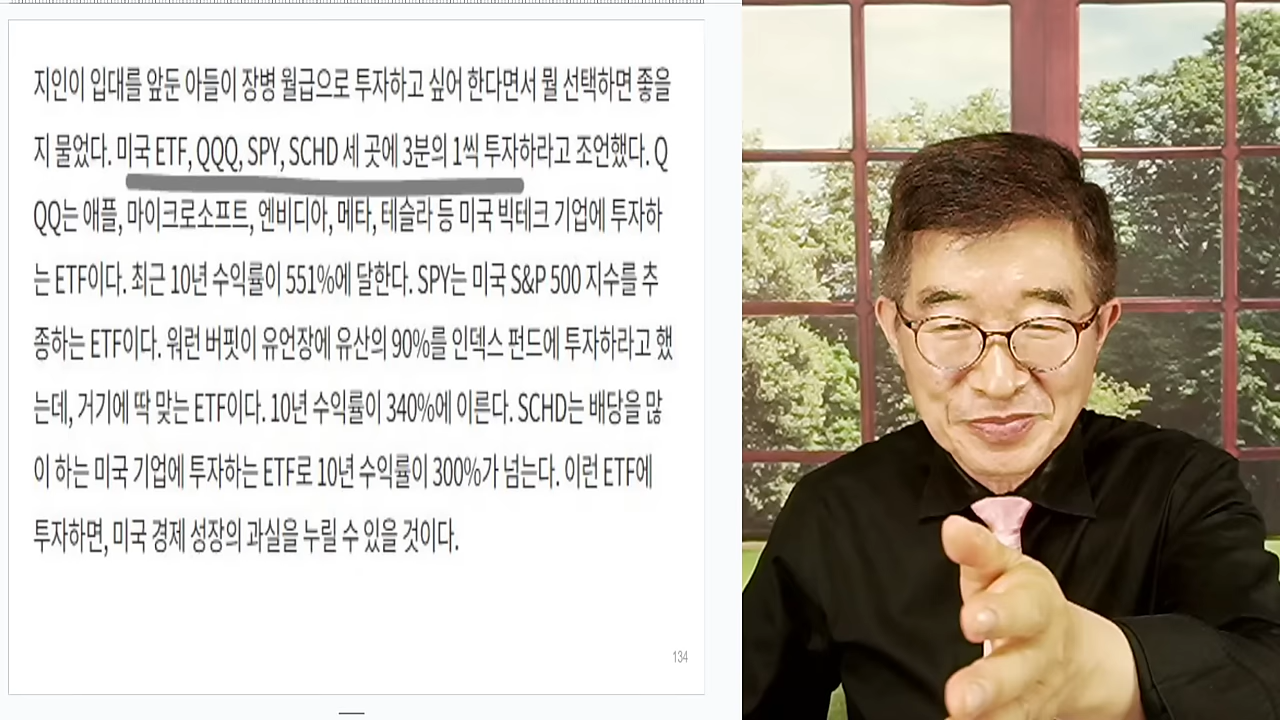 지인이 입대를 앞둔 아들이 장병 월급으로 투자하고 싶어 한다면서 뭘 선택하면 좋을
지 물었다. 미국 ETF, QQQ, SPY, SCHD 세 곳에 3분의 1씩 투자하라고 조언했다. Q
QQ는 애플, 마이크로소프트, 엔비디아, 메타, 테슬라 등 미국 빅테크 기업에 투자하
는 ETF이다. 최근 10년 수익률이 551%에 달한다. SPY는 미국 S&P 500 지수를 추
종하는 ETF이다. 워런 버핏이 유언장에 유산의 90%를 인덱스 펀드에 투자하라고 했
는데, 거기에 딱 맞는 ETF이다. 10년 수익률이 340%에 이른다. SCHD는 배당을 많
이 하는 미국 기업에 투자하는 ETF로 10년 수익률이 300%가 넘는다. 이런 ETF에
투자하면, 미국 경제 성장의 과실을 누릴 수 있을 것이다.
134